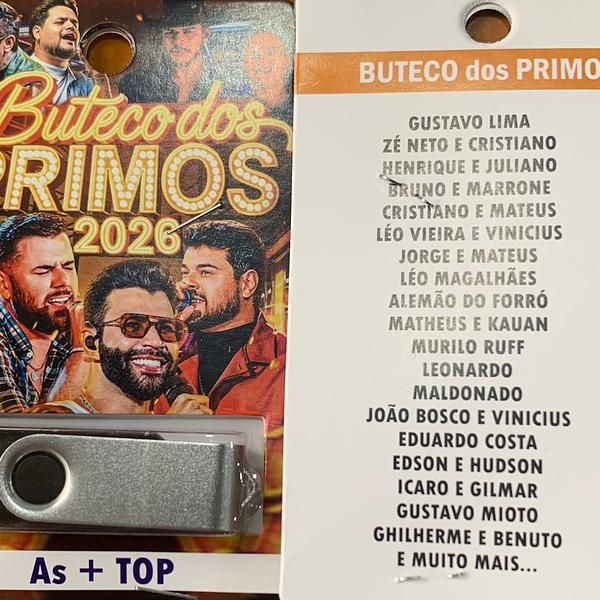 Buteco dos
PRIMOS
2026
As + TOP
BUTECO dos PRIMO
GUSTAVO LIMA
ZÉ NETO E CRISTIANO
HENRIQUE E JULIANO
BRUNO E MARRONE
CRISTIANO E MATEUS
LÉO VIEIRA E VINICIUS
JORGE E MATEUS
LÉO MAGALHÃES
ALEMÃO DO FORRÓ
MATHEUS E KAUAN
MURILO RUFF
LEONARDO
MALDONADO
JOÃO BOSCO E VINICIUS
EDUARDO COSTA
EDSON E HUDSON
ICARO E GILMAR
GUSTAVO MIOTO
GHILHERME E BENUTO
E MUITO MAIS...